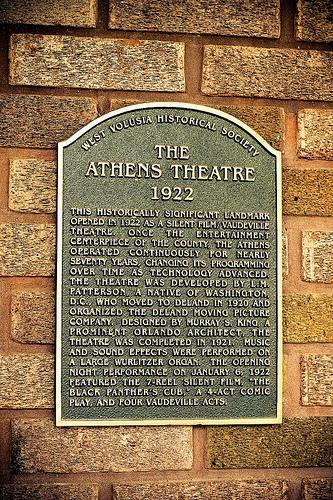 WEST VOLUSIA HISTORICAL SOCIETY
THE
ATHENS THEATRE
1922
THIS HISTORICALLY SIGNIFICANT LANDMARK
OPENED IN 1922 AS A SILENT FILM/VAUDEVILLE
THEATRE. ONCE THE ENTERTAINMENT
CENTERPIECE OF THE COUNTY, THE ATHENS
OPERATED CONTINUOUSLY FOR NEARLY
SEVENTY YEARS, CHANGING ITS PROGRAMMING
OVER TIME AS TECHNOLOGY ADVANCED.
THE THEATRE WAS DEVELOPED BY L.M.
PATTERSON, A NATIVE OF WASHINGTON
D.C., WHO MOVED TO DELAND IN 1920 AND
ORGANIZED THE DELAND MOVING PICTURE
COMPANY. DESIGNED BY MURRAY S. KING, A
PROMINENT ORLANDO ARCHITECT, THE
THEATRE WAS COMPLETED IN 1921. MUSIC
AND SOUND EFFECTS WERE PERFORMED ON
A LARGE WURLITZER ORGAN. THE OPENING
NIGHT PERFORMANCE ON JANUARY 6, 1922
FEATURED THE 7-REEL SILENT FILM, "THE
BLACK PANTHER'S CUB," A 4-ACT COMIC
PLAY, AND FOUR VAUDEVILLE ACTS.